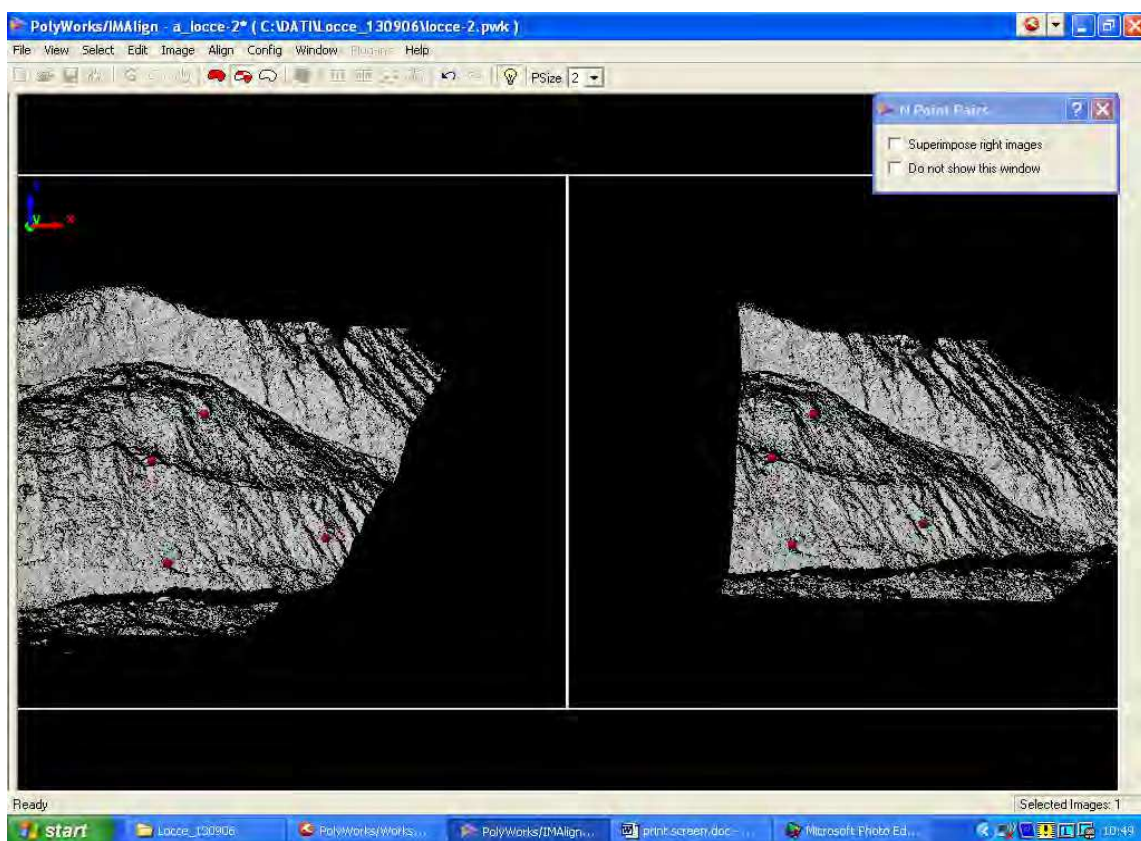 PolyWorks/IMAlign - a_locce-2* ( C:\DATI\Locce_130906\locce-2.pwk )
File View Select Edit Image Align Config Window Plug-ins Help
PSize 2
N Point Pairs
Superimpose right images
Do not show this window
Y X
Ready
Selected Images: 1
start Locce_130906 PolyWorks/Works... PolyWorks/IMAlign... print screen.doc - ... Microsoft Photo Ed... 10:49